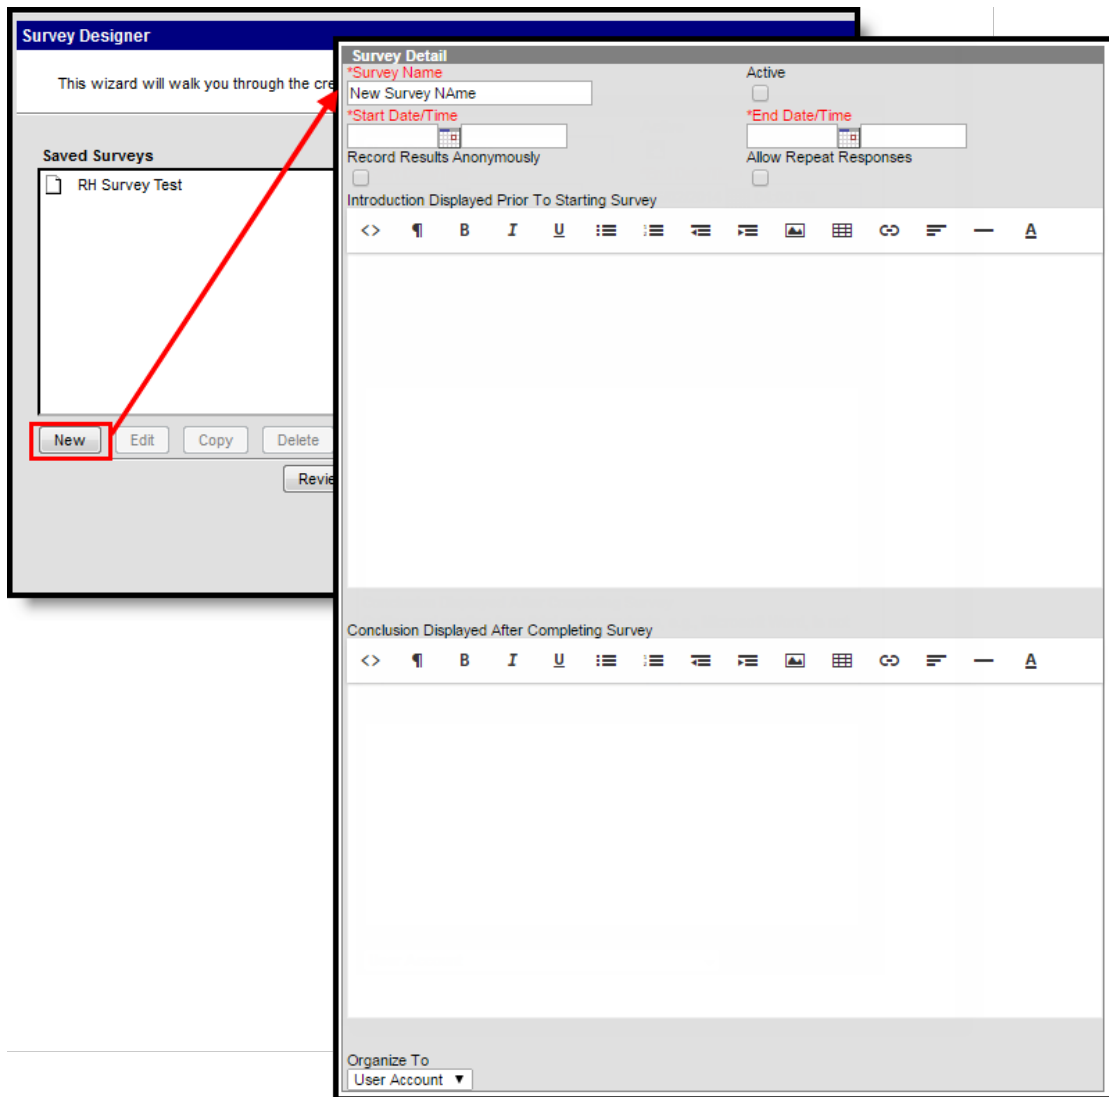 Survey Designer
This wizard will walk you through the cre
Saved Surveys
RH Survey Test
New Edit Copy Delete
Revie
Survey Detail
*Survey Name Active
New Survey NAme
*Start Date/Time *End Date/Time
Record Results Anonymously Allow Repeat Responses
Introduction Displayed Prior To Starting Survey
<> ¶ B I U A
Conclusion Displayed After Completing Survey
<> ¶ B I U A
Organize To
User Account